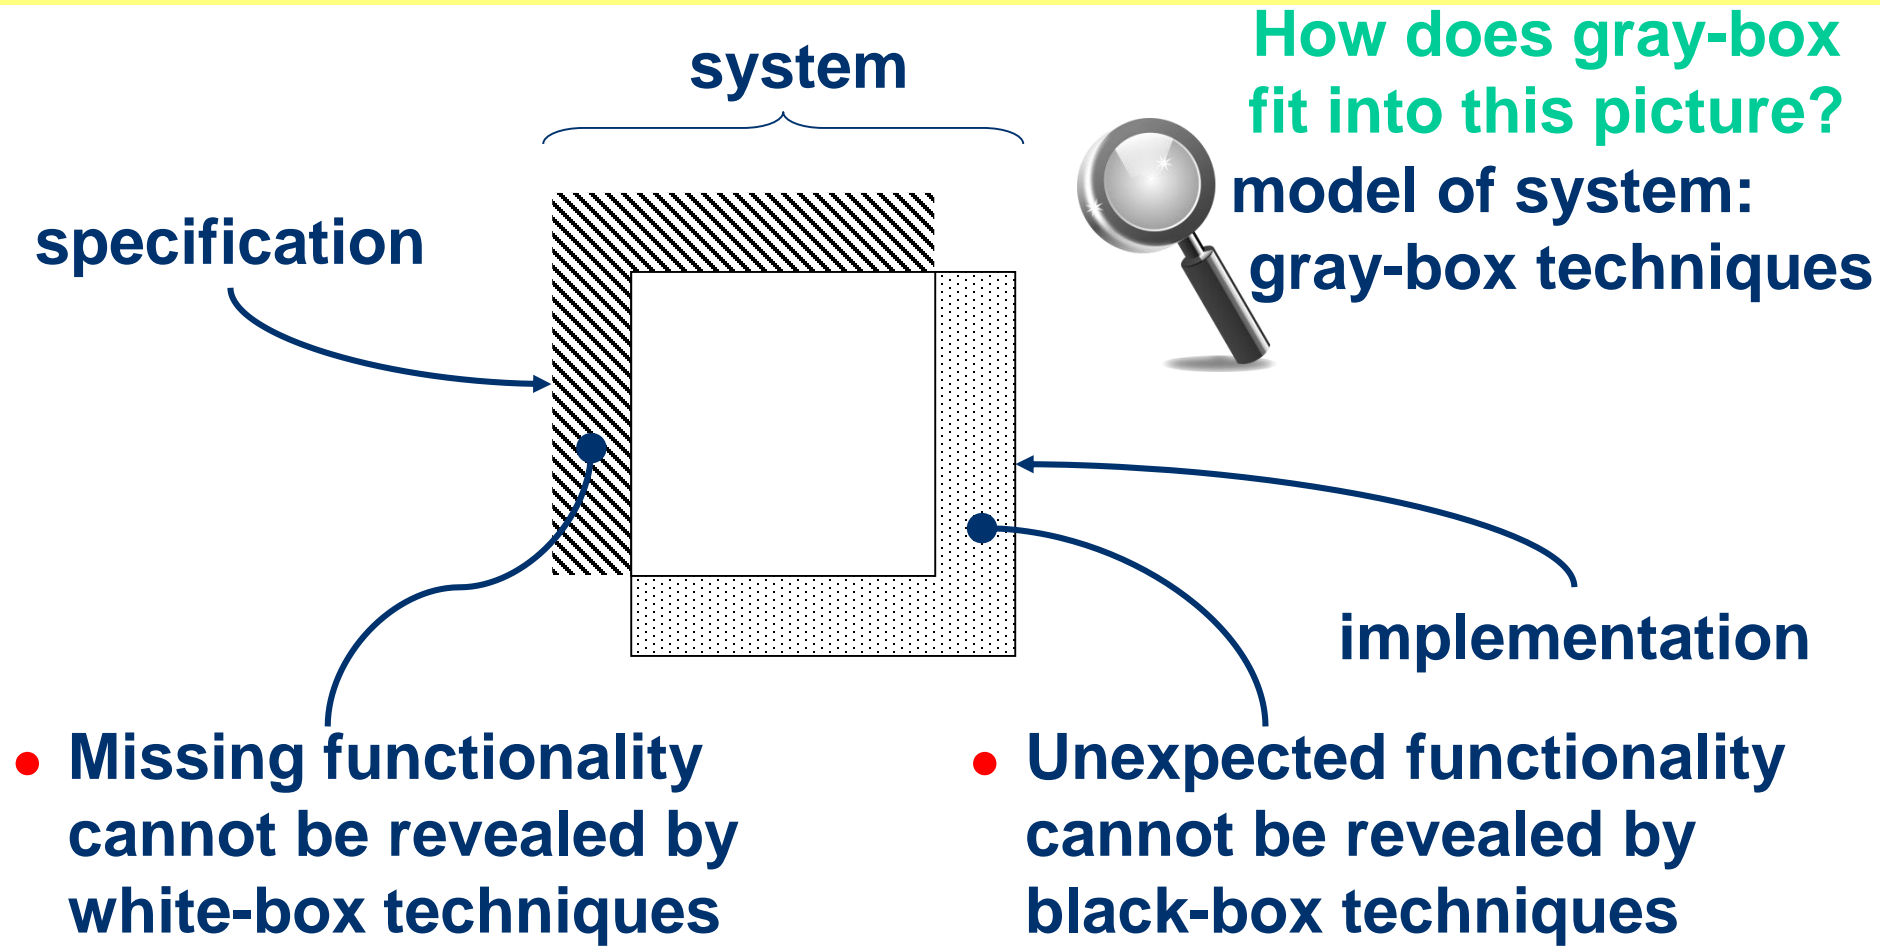 How does gray-box
fit into this picture?
system
model of system:
gray-box techniques
specification
implementation
• Missing functionality
cannot be revealed by
white-box techniques
• Unexpected functionality
cannot be revealed by
black-box techniques